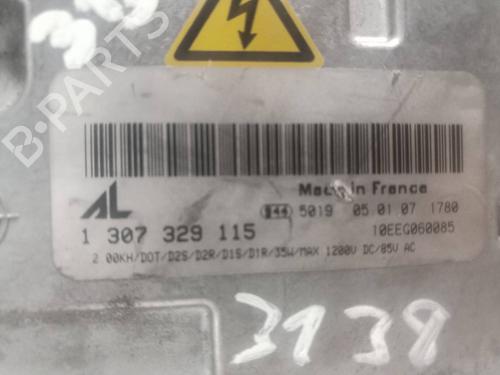 B-PARTS
Made in France
AL
44 5019 05.01.07 1780
1 307 329 115
10EEG060085
2 00KH/DOT/D2S/D2R/D1S/D1R/35W/MAX 1200V DC/85V AC
3138